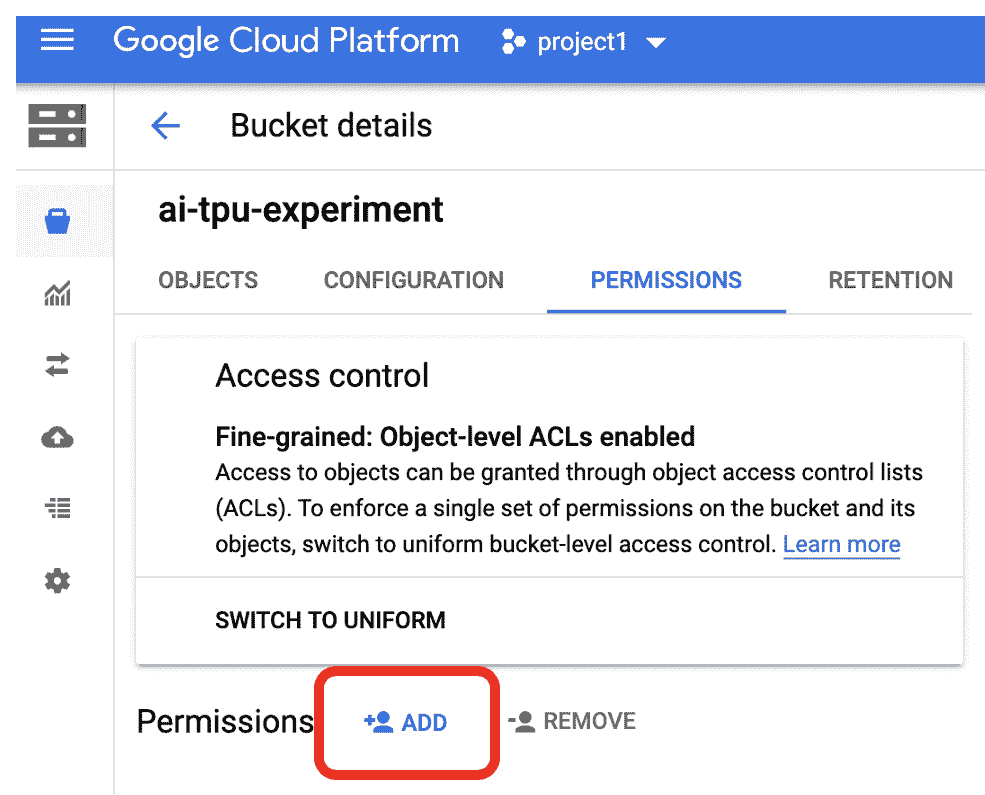 Google Cloud Platform project1
Bucket details
ai-tpu-experiment
OBJECTS CONFIGURATION PERMISSIONS RETENTION
Access control
Fine-grained: Object-level ACLs enabled
Access to objects can be granted through object access control lists
(ACLs). To enforce a single set of permissions on the bucket and its
objects, switch to uniform bucket-level access control. Learn more
SWITCH TO UNIFORM
Permissions ADD REMOVE